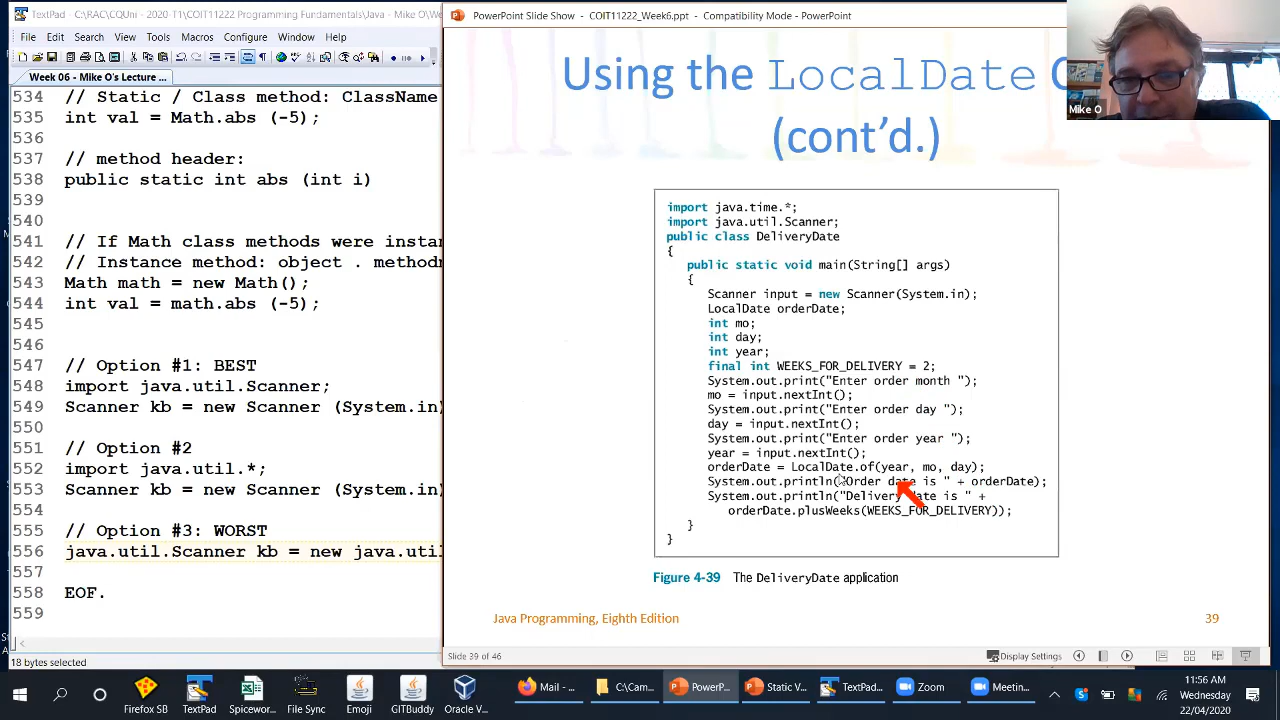 TextPad - C:\RAC\CQUni - 2020-T1\COIT11222 Programming Fundamentals\Java - Mike O
File Edit Search View Tools Macros Configure Window Help
Week 06 - Mike O's Lecture ...
534 // Static / Class method: ClassName
535 int val = Math.abs (-5);
536
537 // method header:
538 public static int abs (int i)
539
540
541 // If Math class methods were instan
542 // Instance method: object . methodn
543 Math math = new Math();
544 int val = math.abs (-5);
545
546
547 // Option #1: BEST
548 import java.util.Scanner;
549 Scanner kb = new Scanner (System.in)
550
551 // Option #2
552 import java.util.*;
553 Scanner kb = new Scanner (System.in)
554
555 // Option #3: WORST
556 java.util.Scanner kb = new java.util
557
558 EOF.
559
18 bytes selected
PowerPoint Slide Show - COIT11222_Week6.ppt - Compatibility Mode - PowerPoint
Mike O
Using the LocalDate
(cont'd.)
import java.time.*;
import java.util.Scanner;
public class DeliveryDate
{
public static void main(String[] args)
{
Scanner input = new Scanner(System.in);
LocalDate orderDate;
int mo;
int day;
int year;
final int WEEKS_FOR_DELIVERY = 2;
System.out.print("Enter order month ");
mo = input.nextInt();
System.out.print("Enter order day ");
day = input.nextInt();
System.out.print("Enter order year ");
year = input.nextInt();
orderDate = LocalDate.of(year, mo, day);
System.out.println("Order date is " + orderDate);
System.out.println("Delivery date is " +
orderDate.plusWeeks(WEEKS_FOR_DELIVERY));
}
}
Figure 4-39 The DeliveryDate application
Java Programming, Eighth Edition
39
Slide 39 of 46
Display Settings
Firefox SB
TextPad
Spicewor...
File Sync
Emoji
GITBuddy
Oracle V...
Mail - ...
C:\Cam...
PowerP...
Static V...
TextPad...
Zoom
Meetin...
11:56 AM
Wednesday
22/04/2020